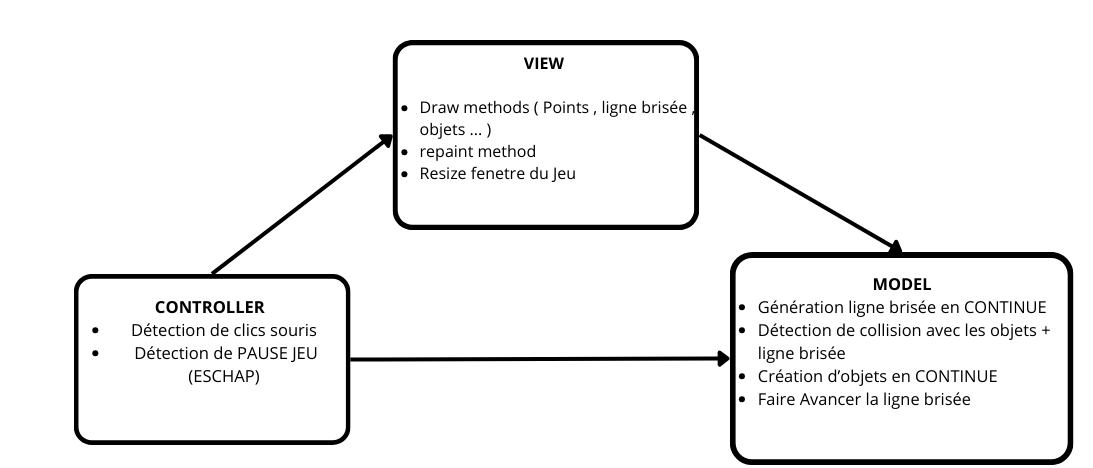 VIEW
• Draw methods ( Points , ligne brisée ,
objets ... )
• repaint method
• Resize fenetre du Jeu
CONTROLLER
• Détection de clics souris
• Détection de PAUSE JEU
(ESCHAP)
MODEL
• Génération ligne brisée en CONTINUE
• Détection de collision avec les objets +
ligne brisée
• Création d’objets en CONTINUE
• Faire Avancer la ligne brisée